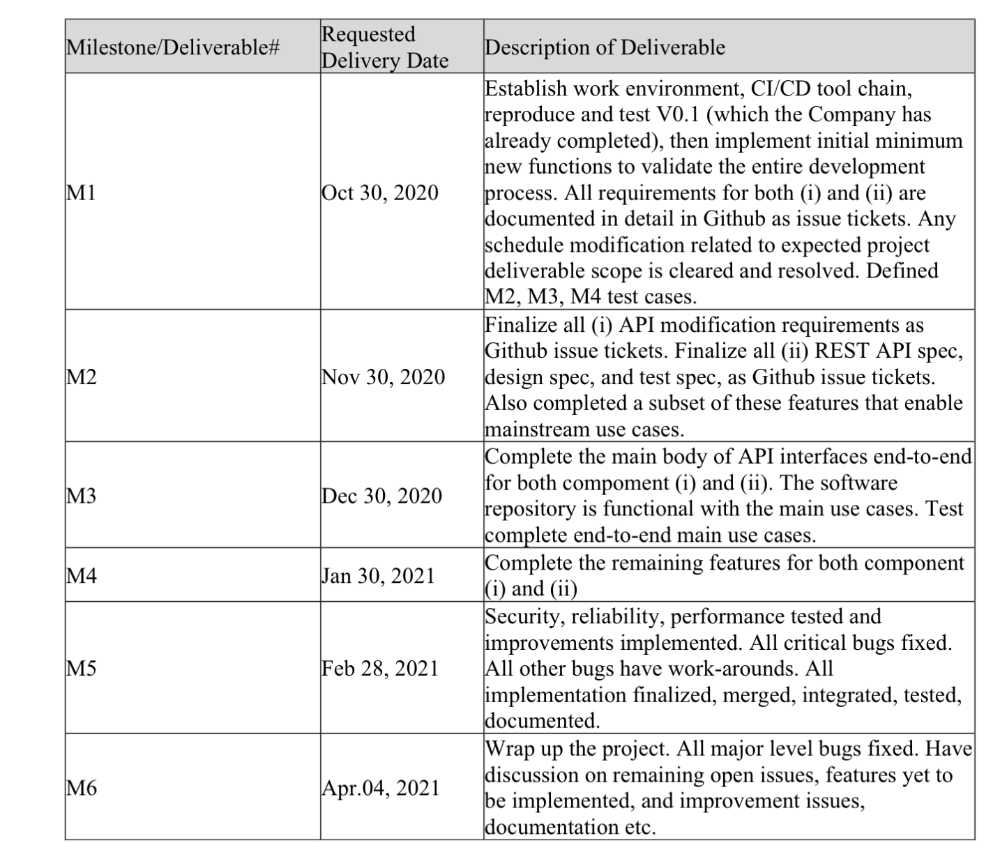 Milestone/Deliverable#
Requested
Delivery Date
Description of Deliverable
M1
Oct 30, 2020
Establish work environment, CI/CD tool chain,
reproduce and test V0.1 (which the Company has
already completed), then implement initial minimum
new functions to validate the entire development
process. All requirements for both (i) and (ii) are
documented in detail in Github as issue tickets. Any
schedule modification related to expected project
deliverable scope is cleared and resolved. Defined
M2, M3, M4 test cases.
M2
Nov 30, 2020
Finalize all (i) API modification requirements as
Github issue tickets. Finalize all (ii) REST API spec,
design spec, and test spec, as Github issue tickets.
Also completed a subset of these features that enable
mainstream use cases.
M3
Dec 30, 2020
Complete the main body of API interfaces end-to-end
for both compoment (i) and (ii). The software
repository is functional with the main use cases. Test
complete end-to-end main use cases.
M4
Jan 30, 2021
Complete the remaining features for both component
(i) and (ii)
M5
Feb 28, 2021
Security, reliability, performance tested and
improvements implemented. All critical bugs fixed.
All other bugs have work-arounds. All
implementation finalized, merged, integrated, tested,
documented.
M6
Apr.04, 2021
Wrap up the project. All major level bugs fixed. Have
discussion on remaining open issues, features yet to
be implemented, and improvement issues,
documentation etc.